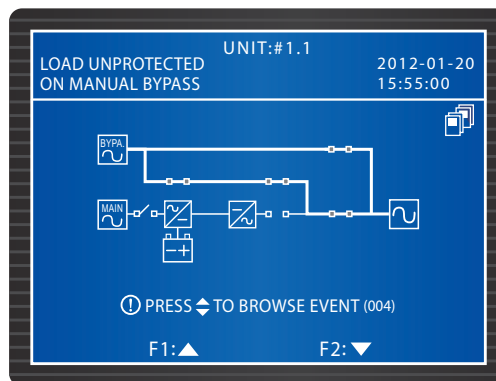 UNIT:#1.1
LOAD UNPROTECTED
ON MANUAL BYPASS
2012-01-20
15:55:00
BYPA.
MAIN
PRESS TO BROWSE EVENT (004)
F1: F2: